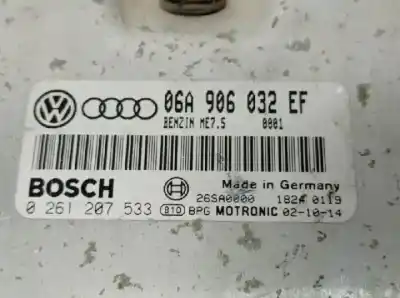 06A 906 032 EF
BENZIN ME7.5 0001
BOSCH
Made in Germany
26SA0000 1824 0119
0 261 207 533 B10 BPG MOTRONIC 02-10-14